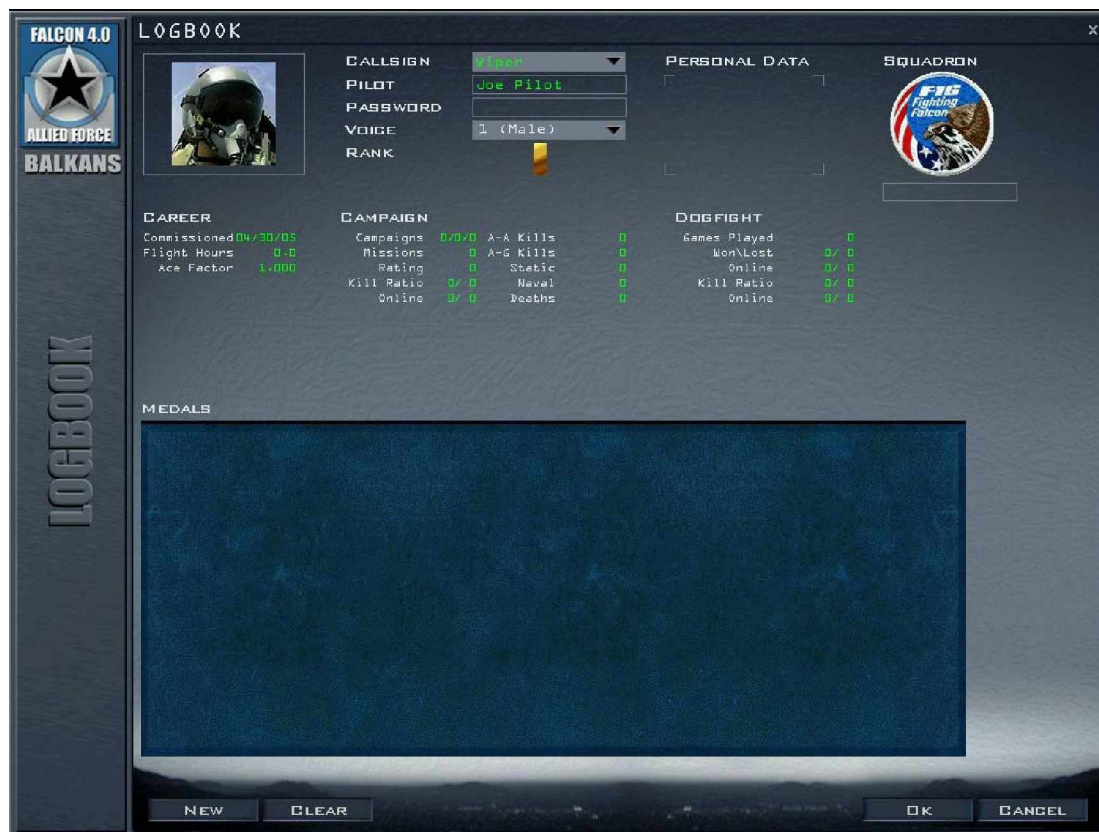 FALCON 4.0
ALLIED FORCE
BALKANS
LOGBOOK
LOGBOOK
x
CALLSIGN Viper
PILOT Joe Pilot
PASSWORD
VOICE 1 (Male)
RANK
PERSONAL DATA
SQUADRON
F16
Fighting
Falcon
CAREER
Commissioned 04/30/05
Flight Hours 0.0
Ace Factor 1.000
CAMPAIGN
Campaigns 0/0/0 A-A Kills 0
Missions 0 A-G Kills 0
Rating 0 Static 0
Kill Ratio 0/ 0 Naval 0
Online 0/ 0 Deaths 0
DOGFIGHT
Games Played 0
Won\Lost 0/ 0
Online 0/ 0
Kill Ratio 0/ 0
Online 0/ 0
MEDALS
NEW CLEAR OK CANCEL